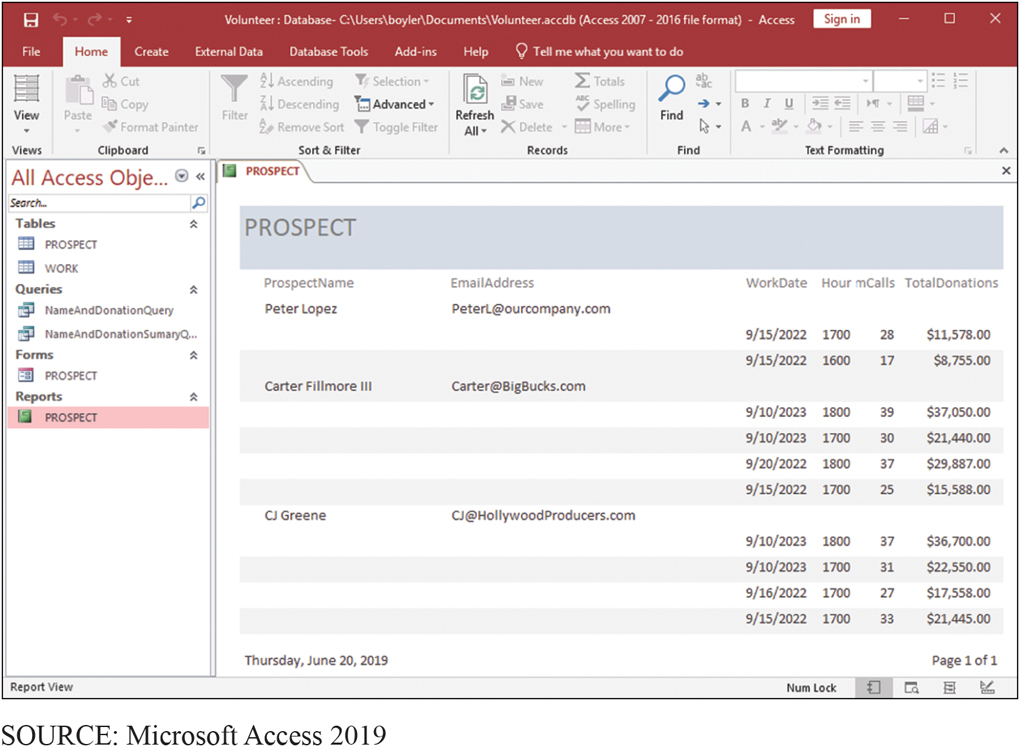 Volunteer : Database- C:\Users\boyler\Documents\Volunteer.accdb (Access 2007 - 2016 file format) - Access Sign in
File Home Create External Data Database Tools Add-ins Help Tell me what you want to do
View
Views
Paste
Cut
Copy
Format Painter
Clipboard
Filter
Ascending
Descending
Remove Sort
Selection
Advanced
Toggle Filter
Sort & Filter
Refresh
All
New
Save
Delete
Totals
Spelling
More
Records
Find
Find
B I U
A
Text Formatting
All Access Obje...
Search...
Tables
PROSPECT
WORK
Queries
NameAndDonationQuery
NameAndDonationSumaryQ...
Forms
PROSPECT
Reports
PROSPECT
PROSPECT
PROSPECT
ProspectName EmailAddress WorkDate Hour mCalls TotalDonations
Peter Lopez PeterL@ourcompany.com
9/15/2022 1700 28 $11,578.00
9/15/2022 1600 17 $8,755.00
Carter Fillmore III Carter@BigBucks.com
9/10/2023 1800 39 $37,050.00
9/10/2023 1700 30 $21,440.00
9/20/2022 1800 37 $29,887.00
9/15/2022 1700 25 $15,588.00
CJ Greene CJ@HollywoodProducers.com
9/10/2023 1800 37 $36,700.00
9/10/2023 1700 31 $22,550.00
9/16/2022 1700 27 $17,558.00
9/15/2022 1700 33 $21,445.00
Thursday, June 20, 2019 Page 1 of 1
Report View Num Lock
SOURCE: Microsoft Access 2019